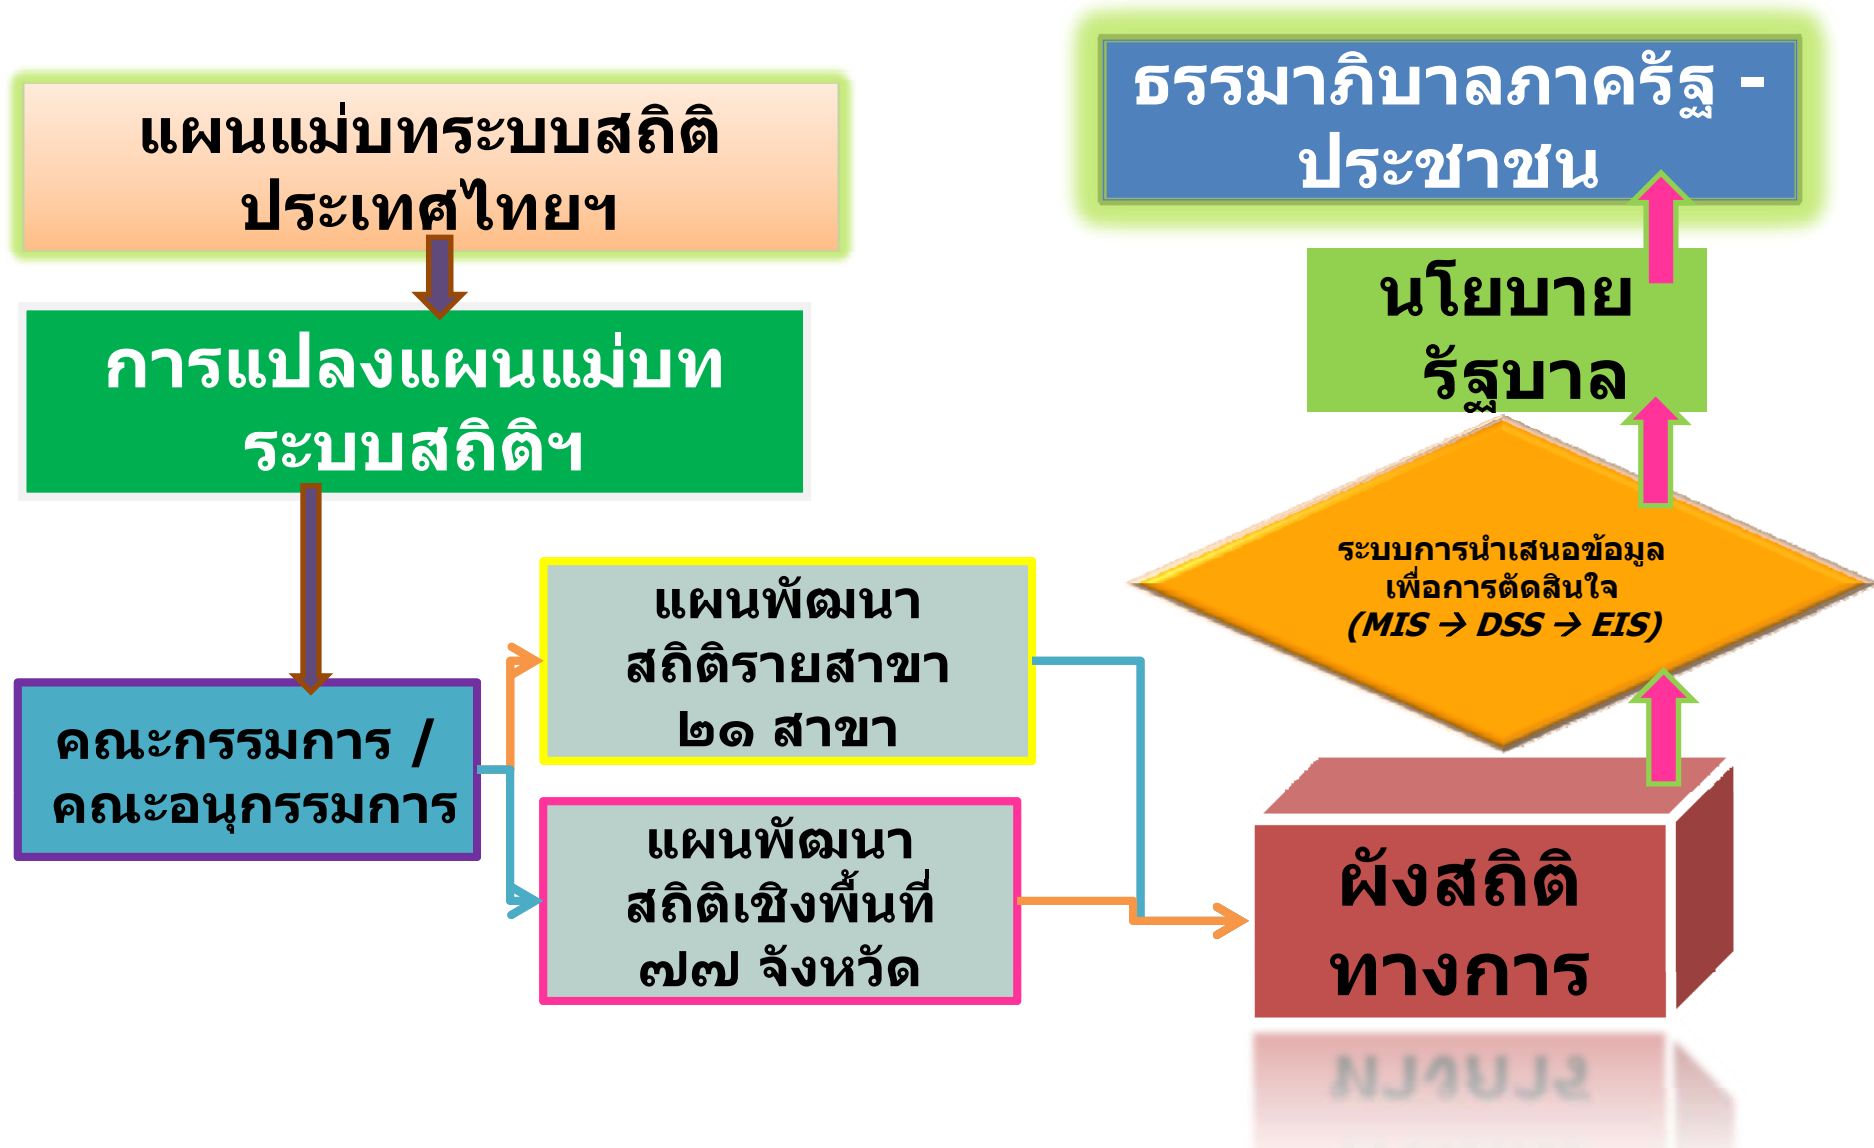 แผนแม่บทระบบสถิติ
ประเทศไทยฯ
การแปลงแผนแม่บท
ระบบสถิติฯ
คณะกรรมการ /
คณะอนุกรรมการ
แผนพัฒนา
สถิติรายสาขา
๒๑ สาขา
แผนพัฒนา
สถิติเชิงพื้นที่
๗๗ จังหวัด
ธรรมาภิบาลภาครัฐ -
ประชาชน
นโยบาย
รัฐบาล
ระบบการนำเสนอข้อมูล
เพื่อการตัดสินใจ
(MIS → DSS → EIS)
ผังสถิติ
ทางการ